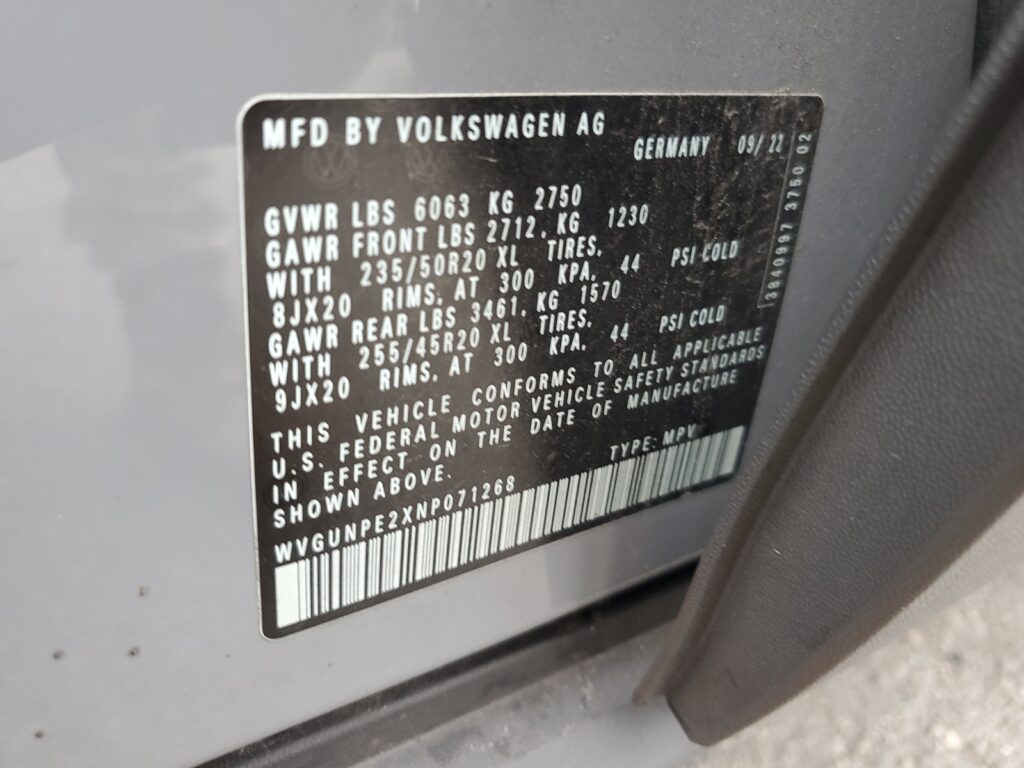 MFD BY VOLKSWAGEN AG
GERMANY 09/22
GVWR LBS 6063 KG 2750
GAWR FRONT LBS 2712, KG 1230
WITH 235/50R20 XL TIRES,
8JX20 RIMS, AT 300 KPA, 44 PSI COLD
GAWR REAR LBS 3461, KG 1570
WITH 255/45R20 XL TIRES,
9JX20 RIMS, AT 300 KPA, 44 PSI COLD
THIS VEHICLE CONFORMS TO ALL APPLICABLE
U.S. FEDERAL MOTOR VEHICLE SAFETY STANDARDS
IN EFFECT ON THE DATE OF MANUFACTURE
SHOWN ABOVE.
TYPE: MPV
WVGUNPE2XNP071268
3840997 3760 02